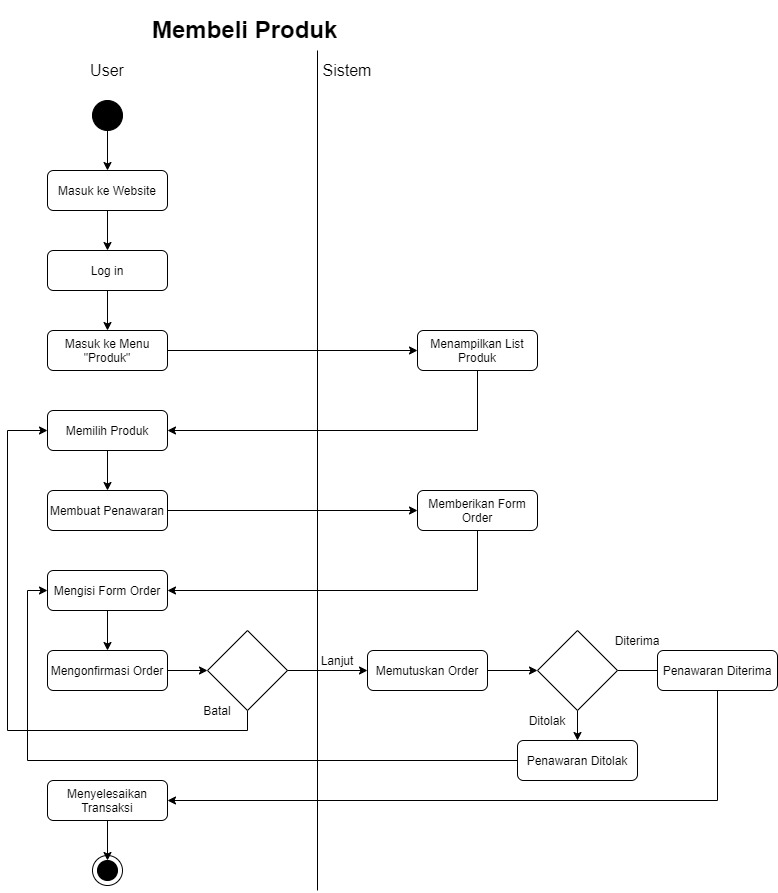 Membeli Produk
User
Sistem
Masuk ke Website
Log in
Masuk ke Menu
"Produk"
Menampilkan List
Produk
Memilih Produk
Membuat Penawaran
Memberikan Form
Order
Mengisi Form Order
Mengonfirmasi Order
Lanjut
Batal
Memutuskan Order
Diterima
Penawaran Diterima
Ditolak
Penawaran Ditolak
Menyelesaikan
Transaksi